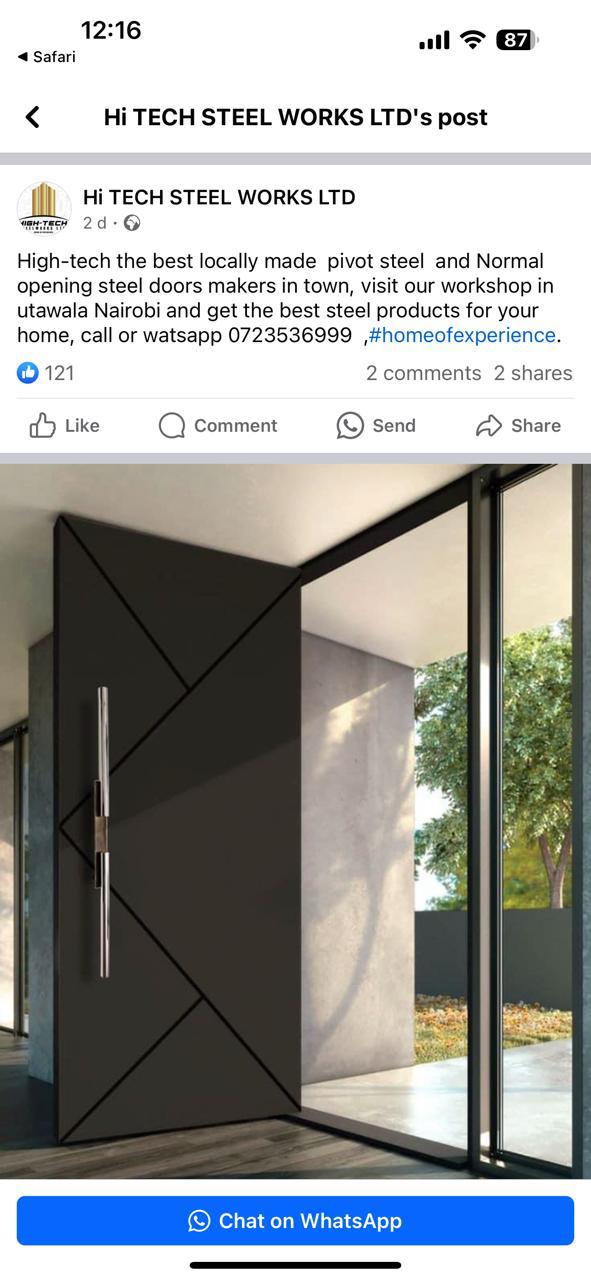 12:16
87
◀ Safari
Hi TECH STEEL WORKS LTD's post
Hi TECH STEEL WORKS LTD
2 d ·
HIGH-TECH
High-tech the best locally made  pivot steel  and Normal
opening steel doors makers in town, visit our workshop in
utawala Nairobi and get the best steel products for your
home, call or watsapp 0723536999  ,#homeofexperience.
121
2 comments 2 shares
Like Comment Send Share
Chat on WhatsApp